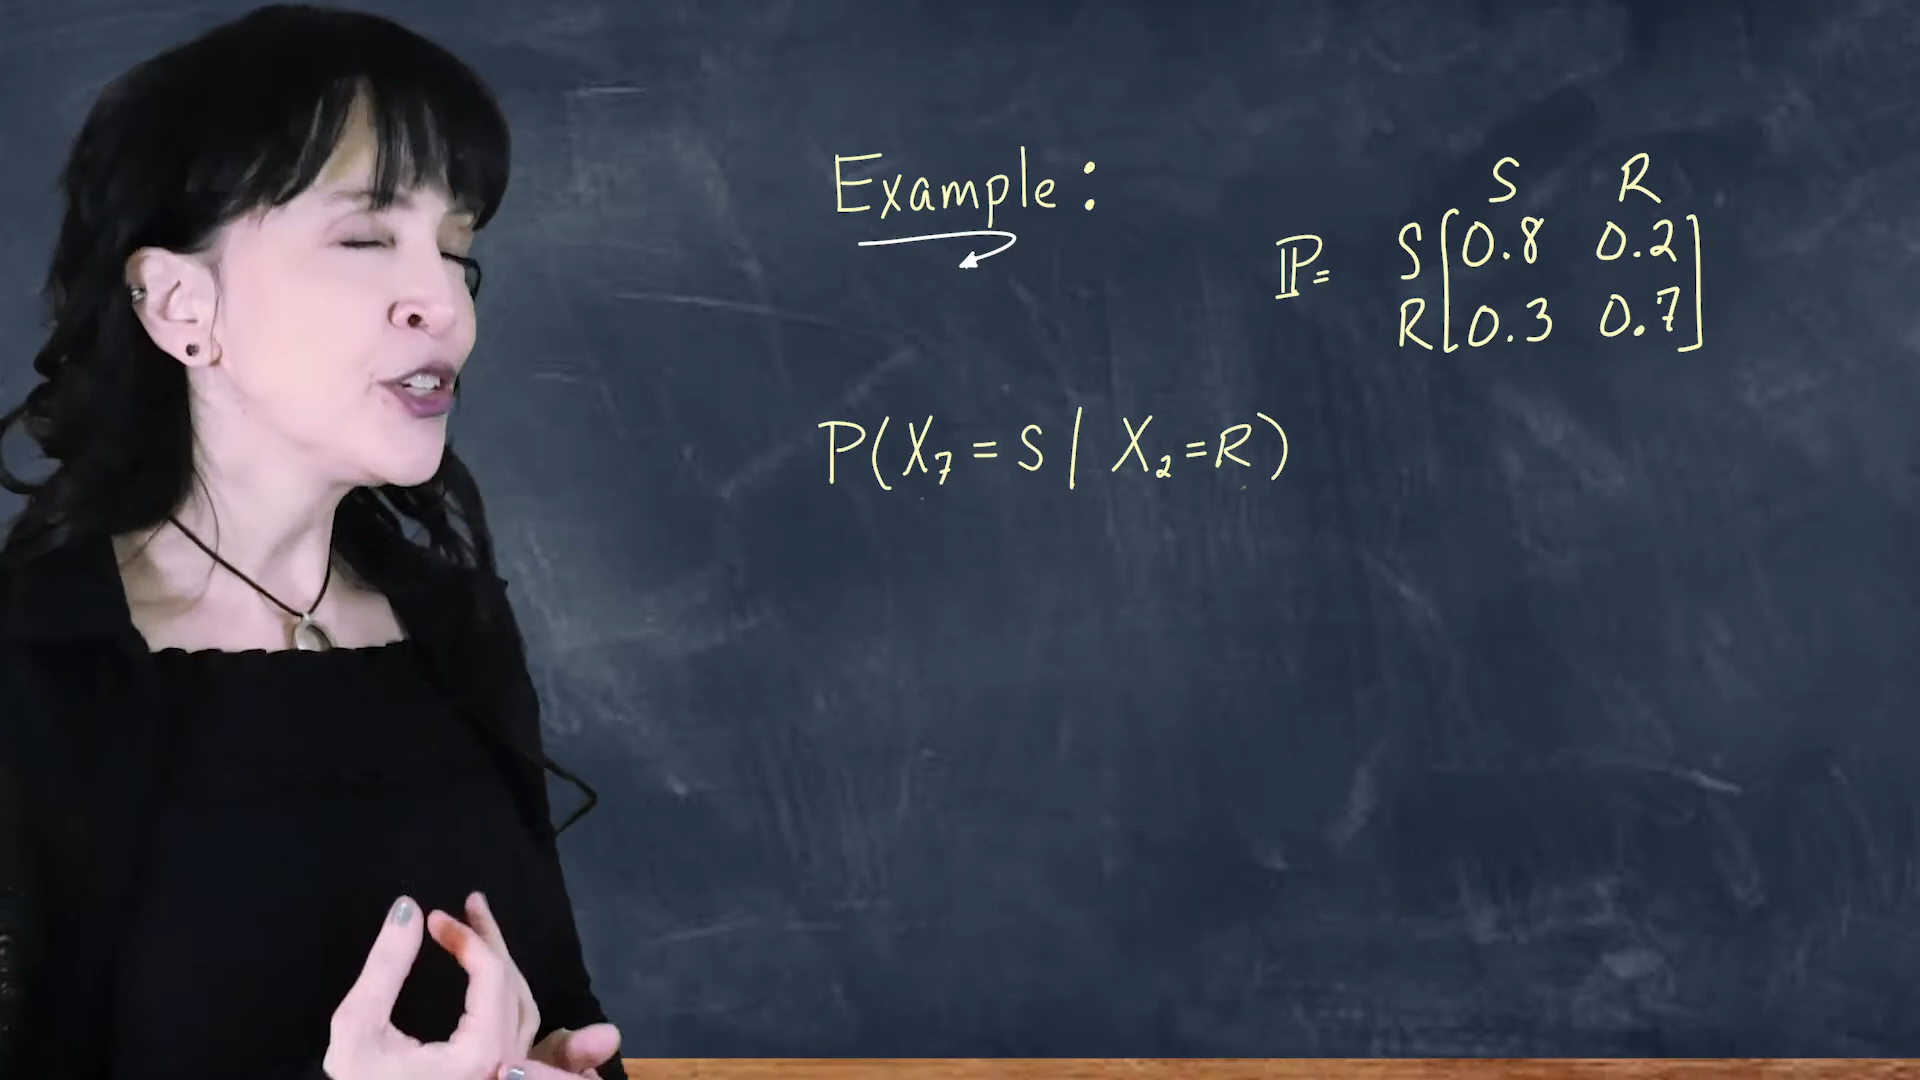 Example:
S R
ℙ= S [0.8 0.2]
R [0.3 0.7]
P(X₇ = S | X₂ = R)